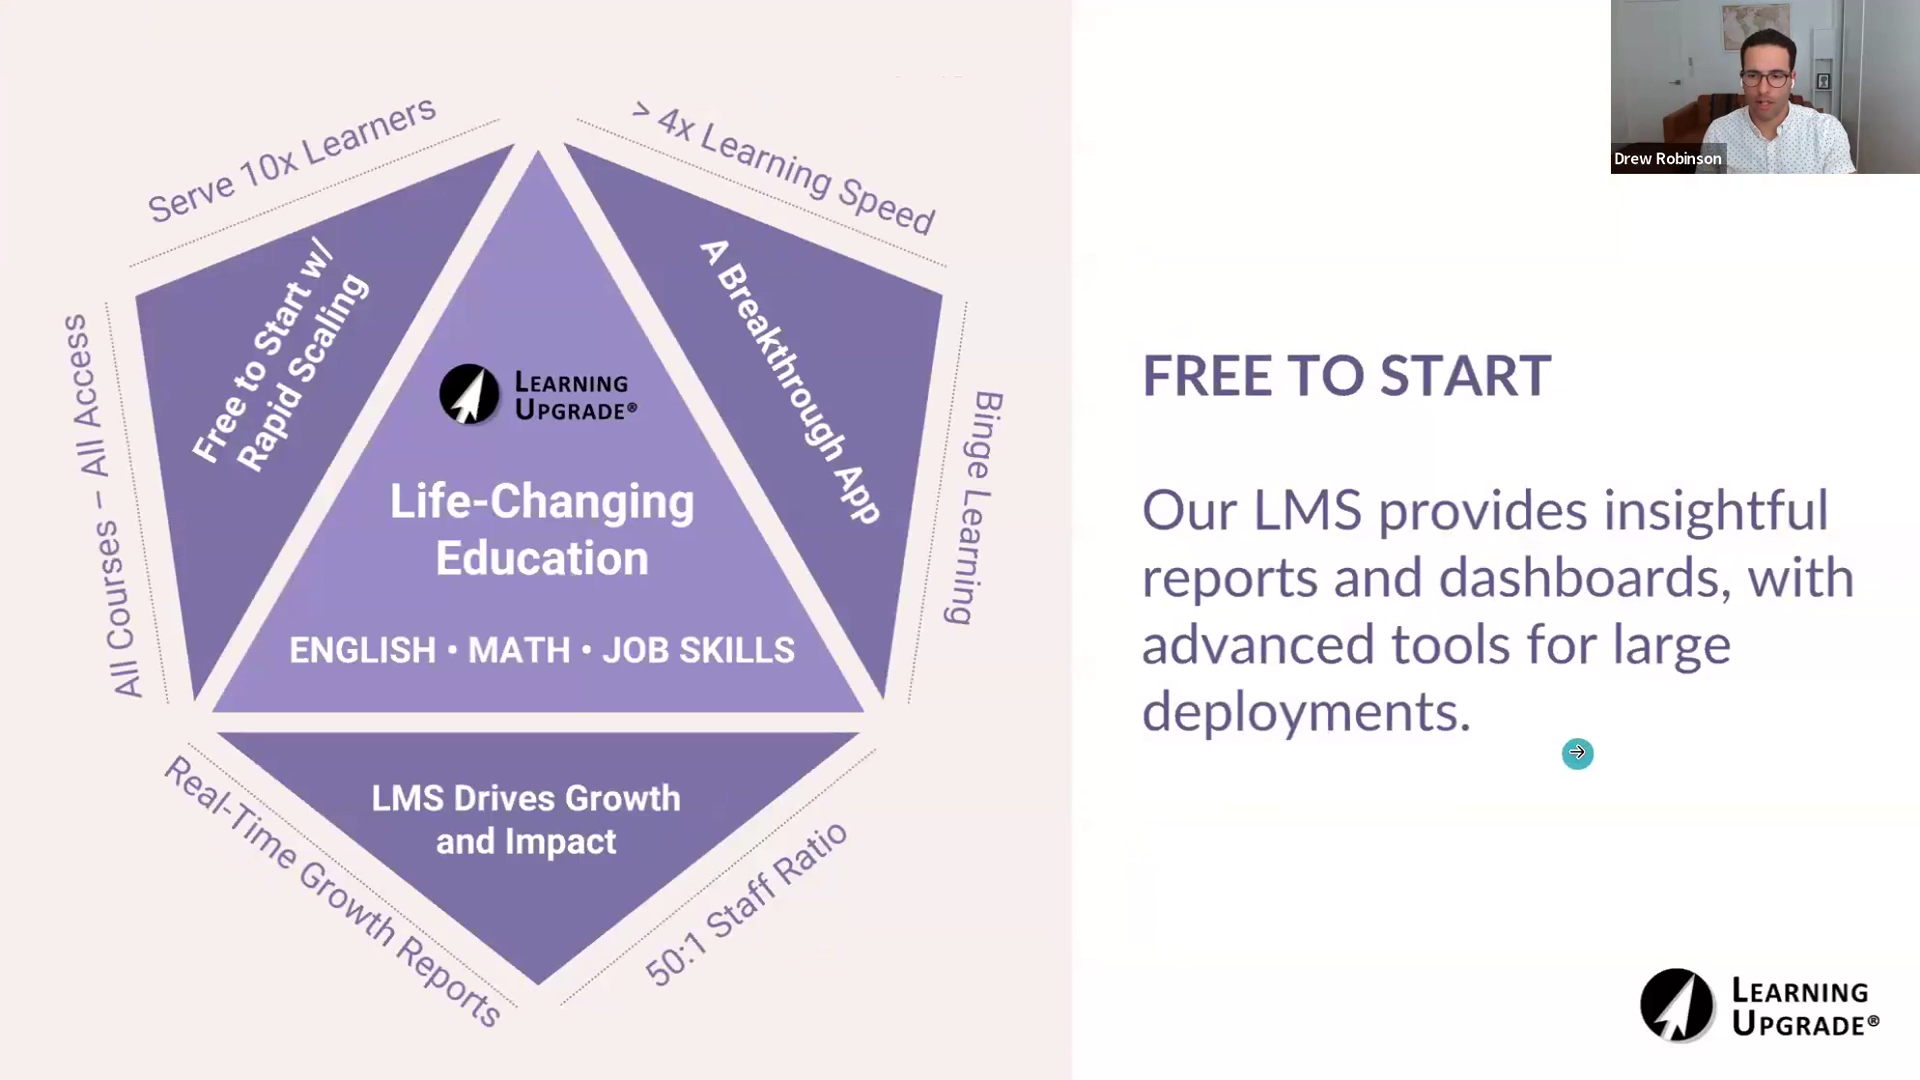 Serve 10x Learners
> 4x Learning Speed
Free to Start w/
Rapid Scaling
A Breakthrough App
All Courses – All Access
Binge Learning
LEARNING
UPGRADE®
Life-Changing
Education
ENGLISH • MATH • JOB SKILLS
LMS Drives Growth
and Impact
Real-Time Growth Reports
50:1 Staff Ratio
Drew Robinson
FREE TO START
Our LMS provides insightful
reports and dashboards, with
advanced tools for large
deployments.
LEARNING
UPGRADE®